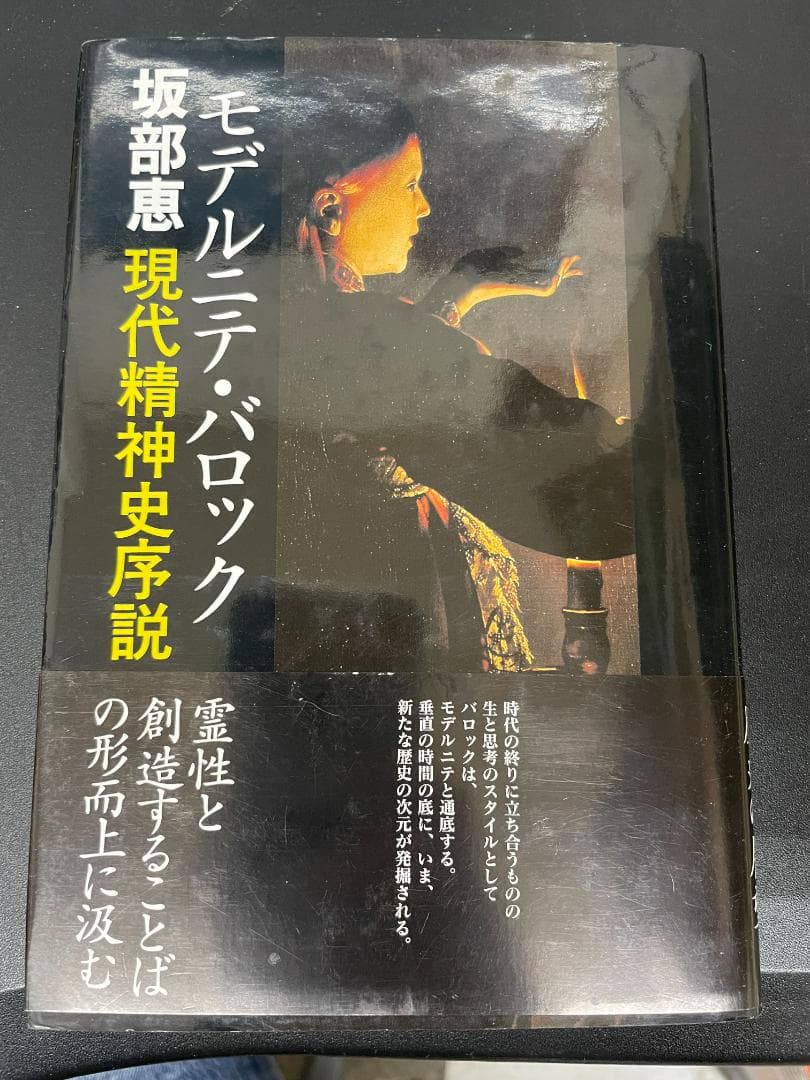 モデルニテ・バロック
坂部恵 現代精神史序説
時代の終りに立ち合うものの
生と思考のスタイルとして
バロックは、
モデルニテと通底する。
垂直の時間の底に、いま、
新たな歴史の次元が発掘される。
霊性と
創造することば
の形而上に汲む